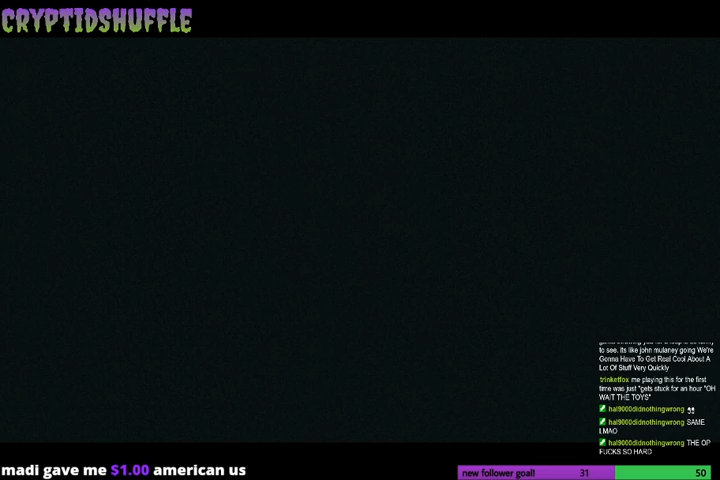 CRYPTIDSHUFFLE
to see. Its like john mulaney going We're
Gonna Have To Get Real Cool About A
Lot Of Stuff Very Quickly
trinketfox me playing this for the first
time was just "gets stuck for an hour "OH
WAIT THE TOYS"
hal9000didnothingwrong
hal9000didnothingwrong SAME
LMAO
hal9000didnothingwrong THE OP
FUCKS SO HARD
madi gave me $1.00 american us
new follower goal! 31 50